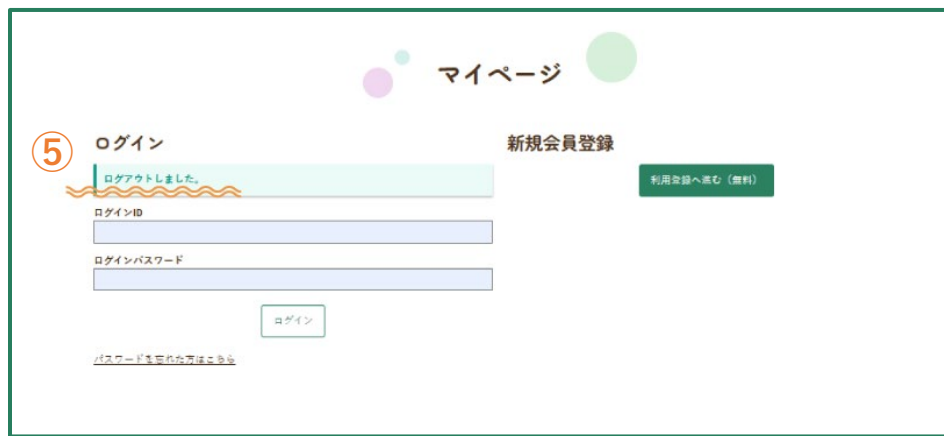 マイページ
⑤
ログイン
ログアウトしました。
ログインID
ログインパスワード
ログイン
パスワードを忘れた方はこちら
新規会員登録
利用登録へ進む（無料）